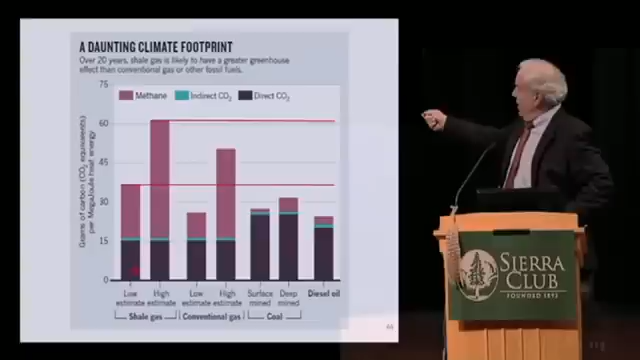 A DAUNTING CLIMATE FOOTPRINT
Over 20 years, shale gas is likely to have a greater greenhouse
effect than conventional gas or other fossil fuels.
75
Methane Indirect CO₂ Direct CO₂
60
45
30
15
0
Grams of carbon (CO₂ equivalents)
per MegaJoule heat energy
Low estimate
High estimate
Low estimate
High estimate
Surface mined
Deep mined
Diesel oil
Shale gas
Conventional gas
Coal
SIERRA
CLUB
FOUNDED 1892